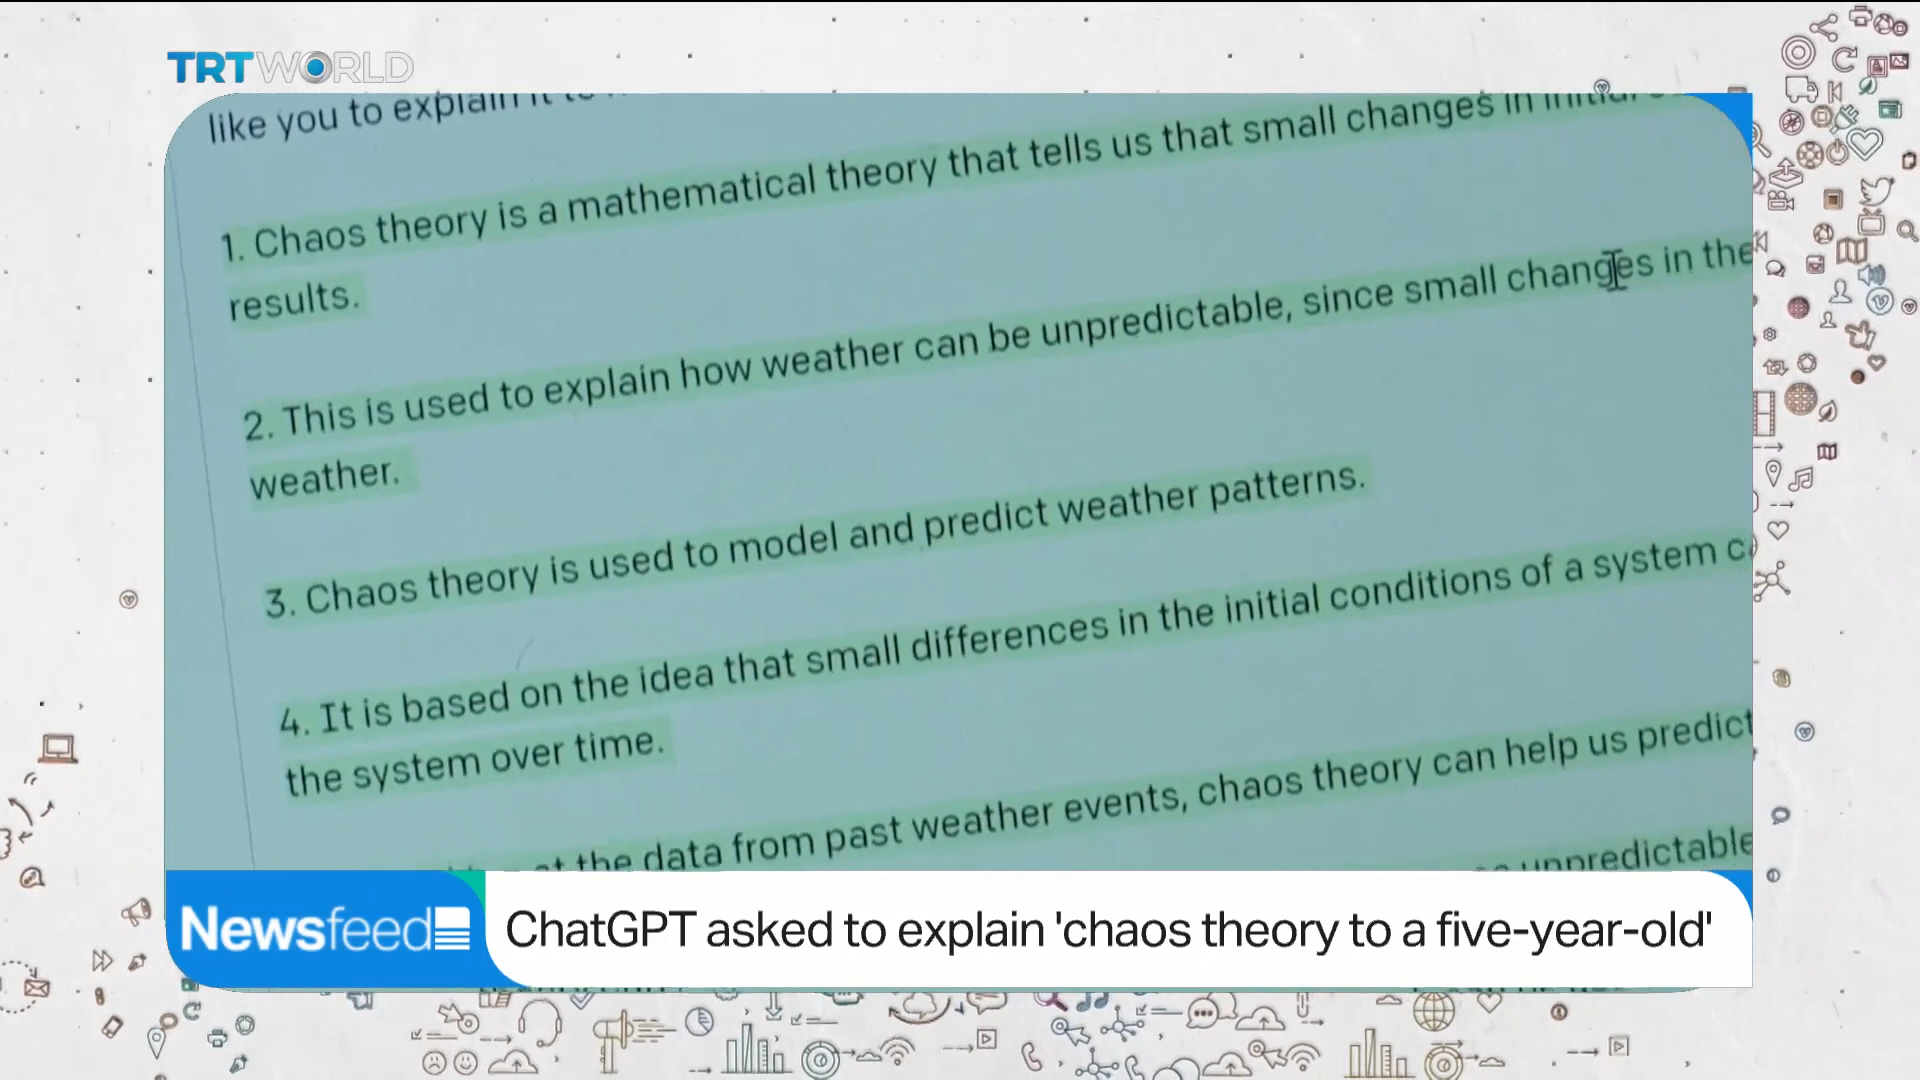 TRT WORLD
like you to explain it to
1. Chaos theory is a mathematical theory that tells us that small changes in initial
results.
2. This is used to explain how weather can be unpredictable, since small changes in the
weather.
3. Chaos theory is used to model and predict weather patterns.
4. It is based on the idea that small differences in the initial conditions of a system
the system over time.
at the data from past weather events, chaos theory can help us predict
unpredictable
Newsfeed
ChatGPT asked to explain 'chaos theory to a five-year-old'